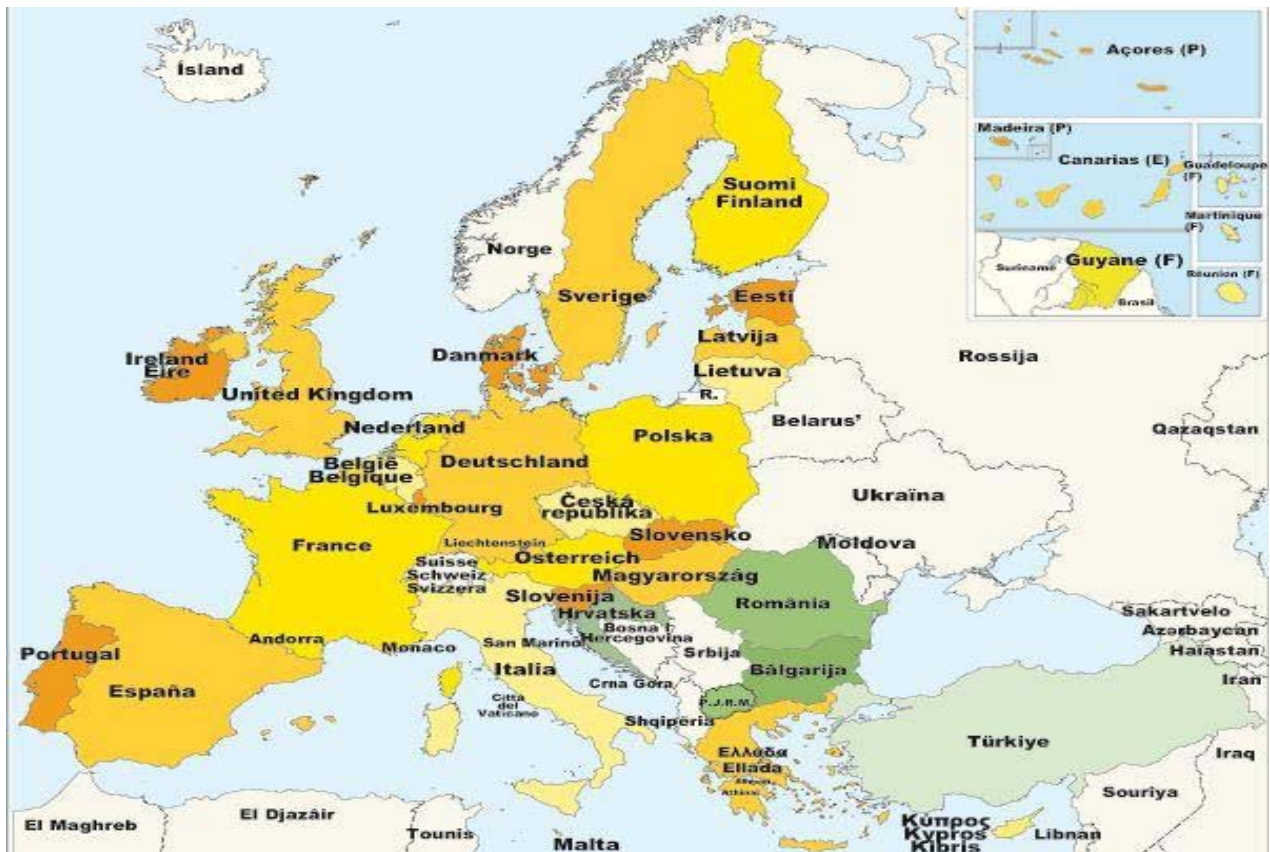 Ísland
Açores (P)
Madeira (P)
Canarias (E)
Guadeloupe
(F)
Martinique
(F)
Suriname
Guyane (F)
Brasil
Réunion (F)
Suomi
Finland
Norge
Sverige
Eesti
Latvija
Lietuva
R.
Rossija
Ireland
Éire
Danmark
United Kingdom
Nederland
Polska
Belarus'
Qazaqstan
België
Belgique
Deutschland
Luxembourg
Česká
republika
Ukraïna
Slovensko
France
Liechtenstein
Österreich
Moldova
Suisse
Schweiz
Svizzera
Magyarország
Slovenija
Hrvatska
România
Bosna i
Hercegovina
Sakartvelo
Azərbaycan
Haïastan
Andorra
Monaco
San Marino
Srbija
Portugal
España
Italia
Bălgarija
Crna Gora
P.J.R.M.
Iran
Città
del
Vaticano
Shqipëria
Türkiye
Iraq
Ελλάδα
Ellada
Souriya
El Maghreb
El Djazâir
Tounis
Malta
Κύπρος
Kypros
Kibris
Libnan